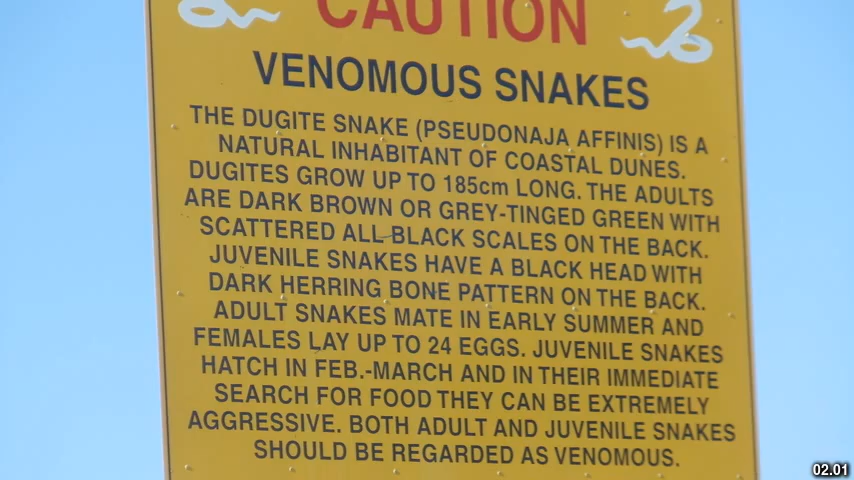 CAUTION
VENOMOUS SNAKES
THE DUGITE SNAKE (PSEUDONAJA AFFINIS) IS A
NATURAL INHABITANT OF COASTAL DUNES.
DUGITES GROW UP TO 185cm LONG. THE ADULTS
ARE DARK BROWN OR GREY-TINGED GREEN WITH
SCATTERED ALL BLACK SCALES ON THE BACK.
JUVENILE SNAKES HAVE A BLACK HEAD WITH
DARK HERRING BONE PATTERN ON THE BACK.
ADULT SNAKES MATE IN EARLY SUMMER AND
FEMALES LAY UP TO 24 EGGS. JUVENILE SNAKES
HATCH IN FEB.-MARCH AND IN THEIR IMMEDIATE
SEARCH FOR FOOD THEY CAN BE EXTREMELY
AGGRESSIVE. BOTH ADULT AND JUVENILE SNAKES
SHOULD BE REGARDED AS VENOMOUS.
02.01